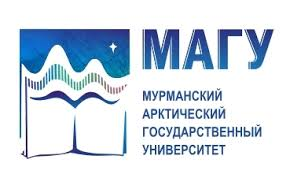 МАГУ
МУРМАНСКИЙ
АРКТИЧЕСКИЙ
ГОСУДАРСТВЕННЫЙ
УНИВЕРСИТЕТ